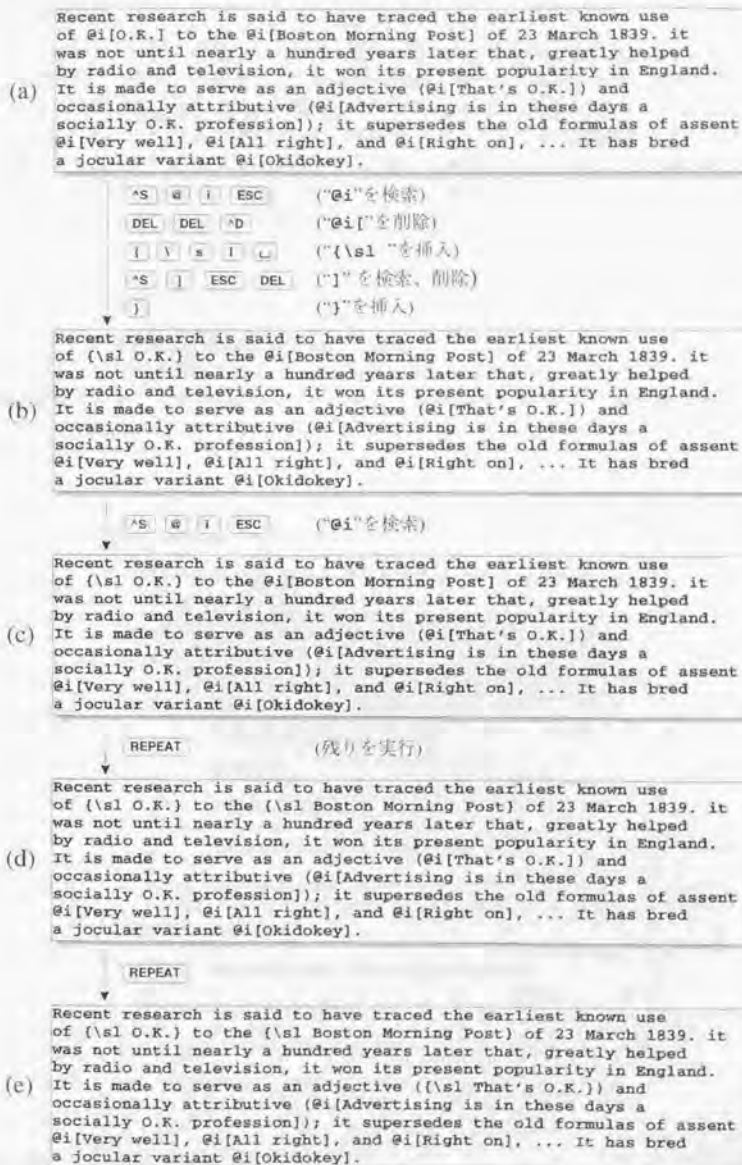 Recent research is said to have traced the earliest known use
of @i[O.K.] to the @i[Boston Morning Post] of 23 March 1839. it
was not until nearly a hundred years later that, greatly helped
by radio and television, it won its present popularity in England.
(a) It is made to serve as an adjective (@i[That's O.K.]) and
occasionally attributive (@i[Advertising is in these days a
socially O.K. profession]); it supersedes the old formulas of assent
@i[Very well], @i[All right], and @i[Right on], ... It has bred
a jocular variant @i[Okidokey].
^S @ i ESC ("@i"を検索)
DEL DEL ^D ("@i["を削除)
{ \ s l ␣ ("{\sl "を挿入)
^S ] ESC DEL ("]"を検索、削除)
} ("}"を挿入)
Recent research is said to have traced the earliest known use
of {\sl O.K.} to the @i[Boston Morning Post] of 23 March 1839. it
was not until nearly a hundred years later that, greatly helped
by radio and television, it won its present popularity in England.
(b) It is made to serve as an adjective (@i[That's O.K.]) and
occasionally attributive (@i[Advertising is in these days a
socially O.K. profession]); it supersedes the old formulas of assent
@i[Very well], @i[All right], and @i[Right on], ... It has bred
a jocular variant @i[Okidokey].
^S @ i ESC ("@i"を検索)
Recent research is said to have traced the earliest known use
of {\sl O.K.} to the @i[Boston Morning Post] of 23 March 1839. it
was not until nearly a hundred years later that, greatly helped
by radio and television, it won its present popularity in England.
(c) It is made to serve as an adjective (@i[That's O.K.]) and
occasionally attributive (@i[Advertising is in these days a
socially O.K. profession]); it supersedes the old formulas of assent
@i[Very well], @i[All right], and @i[Right on], ... It has bred
a jocular variant @i[Okidokey].
REPEAT (残りを実行)
Recent research is said to have traced the earliest known use
of {\sl O.K.} to the {\sl Boston Morning Post} of 23 March 1839. it
was not until nearly a hundred years later that, greatly helped
by radio and television, it won its present popularity in England.
(d) It is made to serve as an adjective (@i[That's O.K.]) and
occasionally attributive (@i[Advertising is in these days a
socially O.K. profession]); it supersedes the old formulas of assent
@i[Very well], @i[All right], and @i[Right on], ... It has bred
a jocular variant @i[Okidokey].
REPEAT
Recent research is said to have traced the earliest known use
of {\sl O.K.} to the {\sl Boston Morning Post} of 23 March 1839. it
was not until nearly a hundred years later that, greatly helped
by radio and television, it won its present popularity in England.
(e) It is made to serve as an adjective ({\sl That's O.K.}) and
occasionally attributive (@i[Advertising is in these days a
socially O.K. profession]); it supersedes the old formulas of assent
@i[Very well], @i[All right], and @i[Right on], ... It has bred
a jocular variant @i[Okidokey].